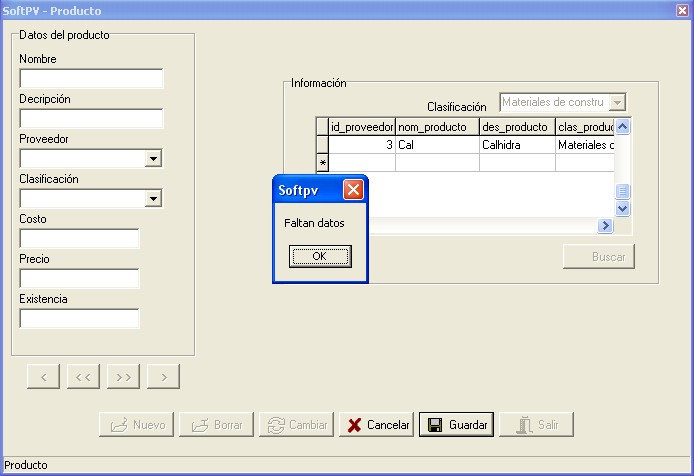 SoftPV - Producto
Datos del producto
Nombre
Decripción
Proveedor
Clasificación
Costo
Precio
Existencia
< << >> >
Información
Clasificación Materiales de constru
id_proveedor nom_producto des_producto clas_produc
3 Cal Calhidra Materiales c
*
Softpv
Faltan datos
OK
Buscar
Nuevo Borrar Cambiar Cancelar Guardar Salir
Producto